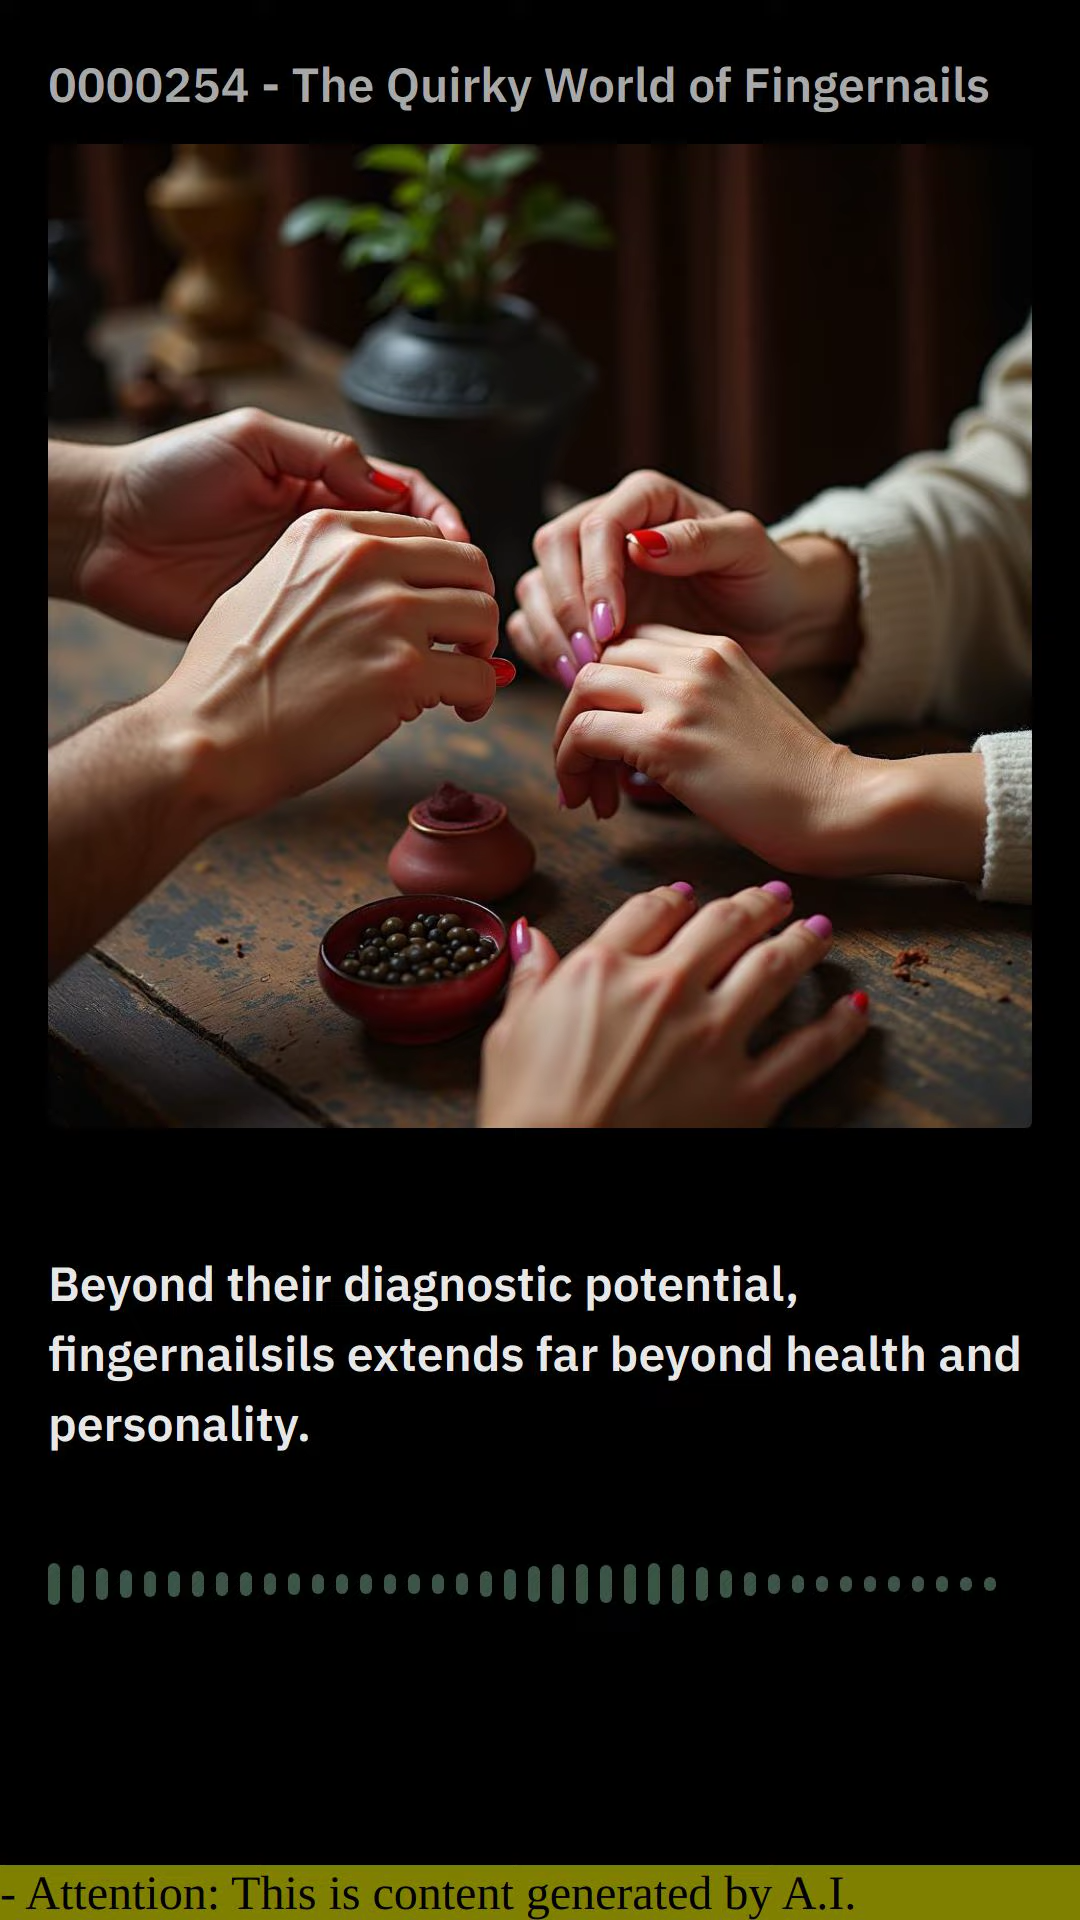 0000254 - The Quirky World of Fingernails
Beyond their diagnostic potential,
fingernailsils extends far beyond health and
personality.
- Attention: This is content generated by A.I.